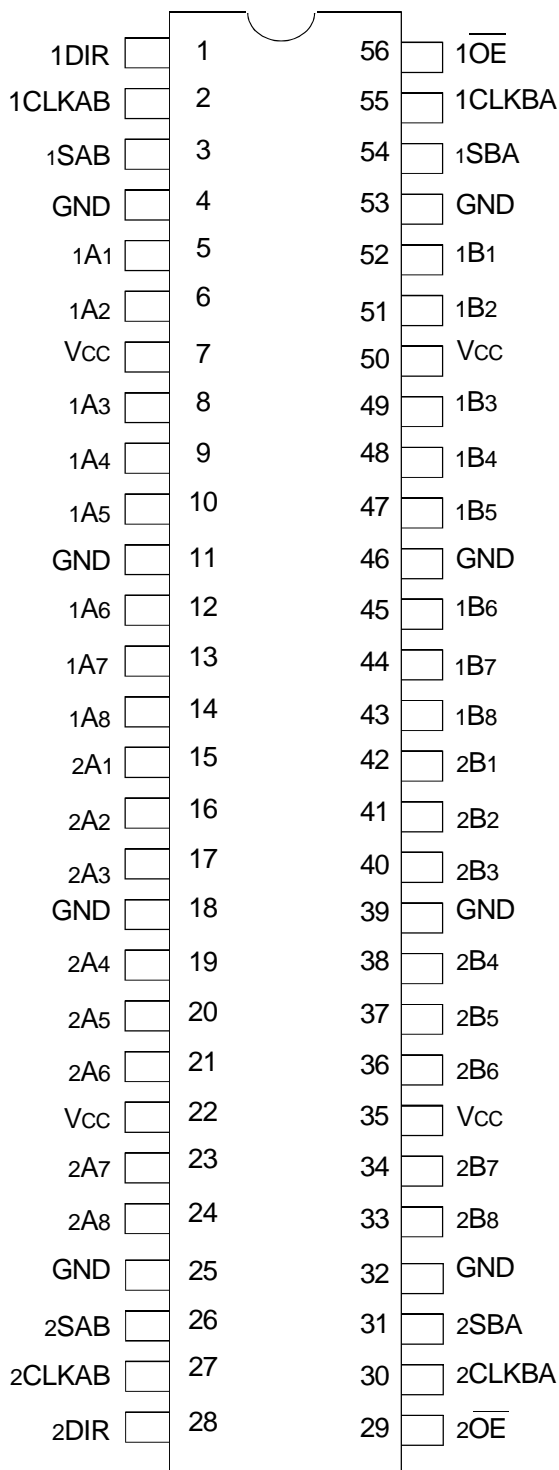 1DIR 1 56 1OE
1CLKAB 2 55 1CLKBA
1SAB 3 54 1SBA
GND 4 53 GND
1A1 5 52 1B1
1A2 6 51 1B2
VCC 7 50 VCC
1A3 8 49 1B3
1A4 9 48 1B4
1A5 10 47 1B5
GND 11 46 GND
1A6 12 45 1B6
1A7 13 44 1B7
1A8 14 43 1B8
2A1 15 42 2B1
2A2 16 41 2B2
2A3 17 40 2B3
GND 18 39 GND
2A4 19 38 2B4
2A5 20 37 2B5
2A6 21 36 2B6
VCC 22 35 VCC
2A7 23 34 2B7
2A8 24 33 2B8
GND 25 32 GND
2SAB 26 31 2SBA
2CLKAB 27 30 2CLKBA
2DIR 28 29 2OE